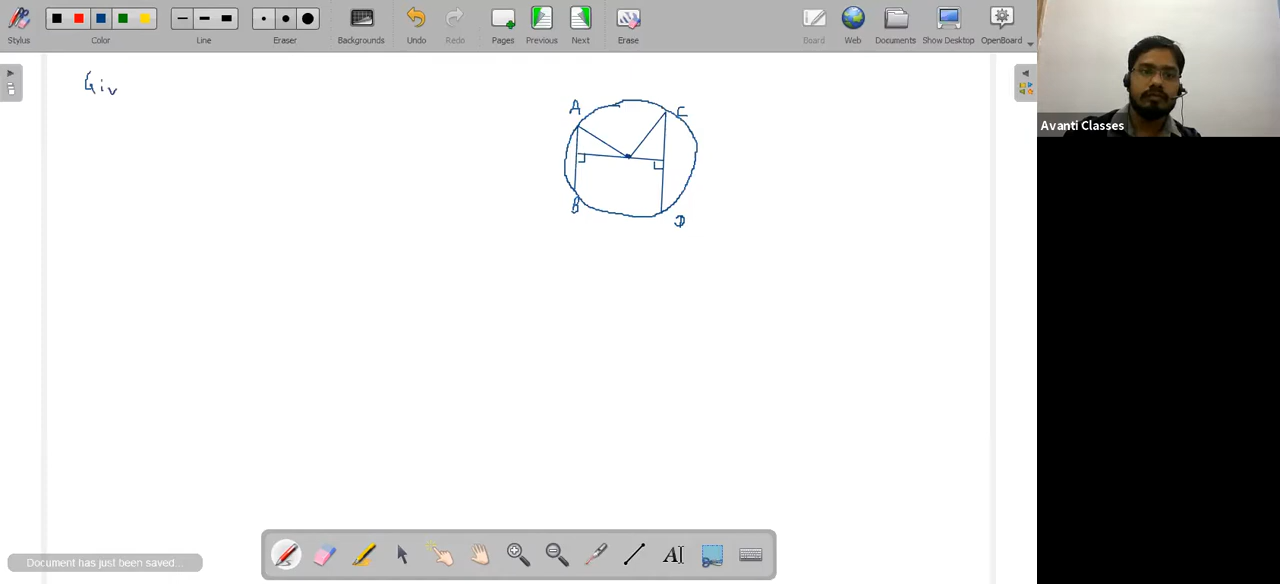 Stylus
Color
Line
Eraser
Backgrounds
Undo
Redo
Pages
Previous
Next
Erase
Board
Web
Documents
Show Desktop
OpenBoard
Giv
A
C
B
D
Avanti Classes
Document has just been saved...